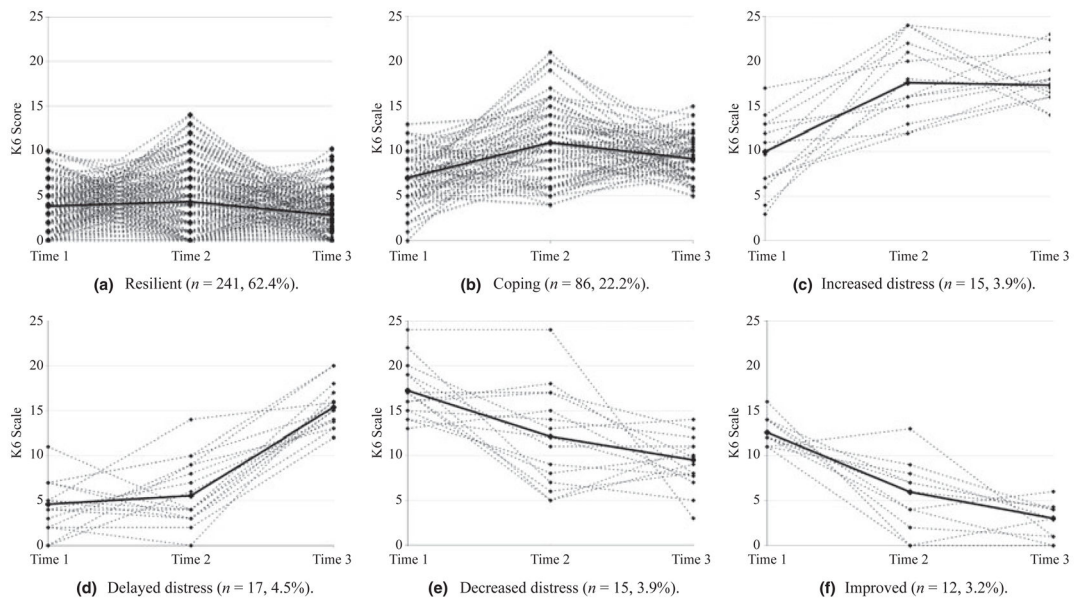 25
20
15
10
5
0
K6 Score
Time 1 Time 2 Time 3
(a) Resilient (n = 241, 62.4%).
25
20
15
10
5
0
K6 Scale
Time 1 Time 2 Time 3
(b) Coping (n = 86, 22.2%).
25
20
15
10
5
0
K6 Scale
Time 1 Time 2 Time 3
(c) Increased distress (n = 15, 3.9%).
25
20
15
10
5
0
K6 Scale
Time 1 Time 2 Time 3
(d) Delayed distress (n = 17, 4.5%).
25
20
15
10
5
0
K6 Scale
Time 1 Time 2 Time 3
(e) Decreased distress (n = 15, 3.9%).
25
20
15
10
5
0
K6 Scale
Time 1 Time 2 Time 3
(f) Improved (n = 12, 3.2%).